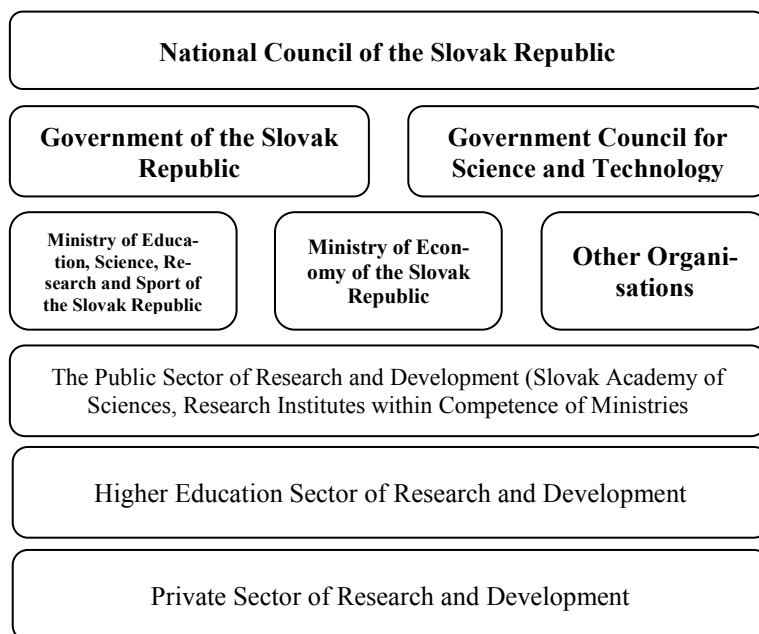 National Council of the Slovak Republic
Government of the Slovak
Republic
Government Council for
Science and Technology
Ministry of Educa-
tion, Science, Re-
search and Sport of
the Slovak Republic
Ministry of Econ-
omy of the Slovak
Republic
Other Organi-
sations
The Public Sector of Research and Development (Slovak Academy of
Sciences, Research Institutes within Competence of Ministries
Higher Education Sector of Research and Development
Private Sector of Research and Development